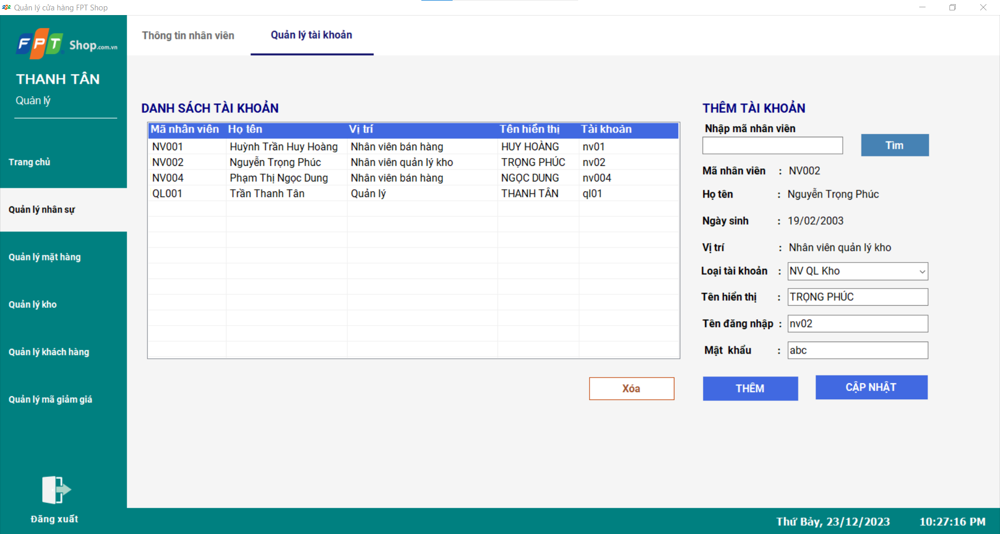 Quản lý cửa hàng FPT Shop
FPT Shop.com.vn
THANH TÂN
Quản lý
Trang chủ
Quản lý nhân sự
Quản lý mặt hàng
Quản lý kho
Quản lý khách hàng
Quản lý mã giảm giá
Đăng xuất
Thông tin nhân viên Quản lý tài khoản
DANH SÁCH TÀI KHOẢN
Mã nhân viên Họ tên Vị trí Tên hiển thị Tài khoản
NV001 Huỳnh Trần Huy Hoàng Nhân viên bán hàng HUY HOÀNG nv01
NV002 Nguyễn Trọng Phúc Nhân viên quản lý kho TRỌNG PHÚC nv02
NV004 Phạm Thị Ngọc Dung Nhân viên bán hàng NGỌC DUNG nv004
QL001 Trần Thanh Tân Quản lý THANH TÂN ql01
Xóa
THÊM TÀI KHOẢN
Nhập mã nhân viên
Tìm
Mã nhân viên : NV002
Họ tên : Nguyễn Trọng Phúc
Ngày sinh : 19/02/2003
Vị trí : Nhân viên quản lý kho
Loại tài khoản : NV QL Kho
Tên hiển thị : TRỌNG PHÚC
Tên đăng nhập : nv02
Mật khẩu : abc
THÊM CẬP NHẬT
Thứ Bảy, 23/12/2023 10:27:16 PM